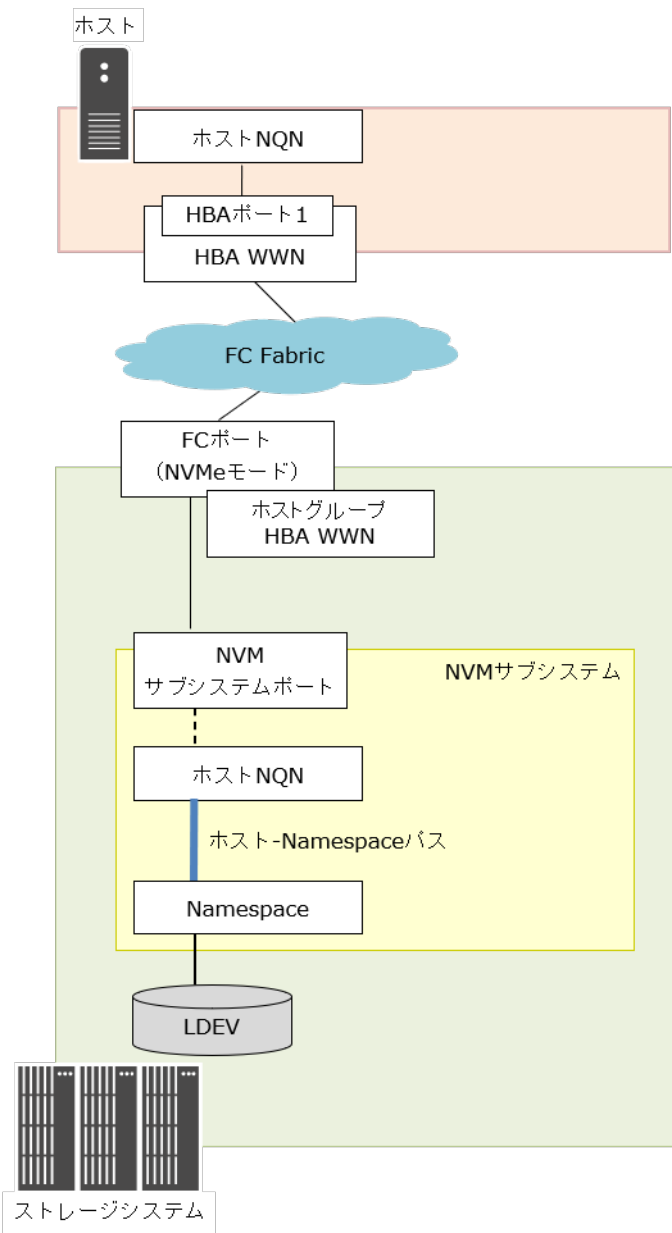 ホスト
ホストNQN
HBAポート1
HBA WWN
FC Fabric
FCポート
(NVMeモード)
ホストグループ
HBA WWN
NVM
サブシステムポート
NVMサブシステム
ホストNQN
ホスト-Namespaceパス
Namespace
LDEV
ストレージシステム